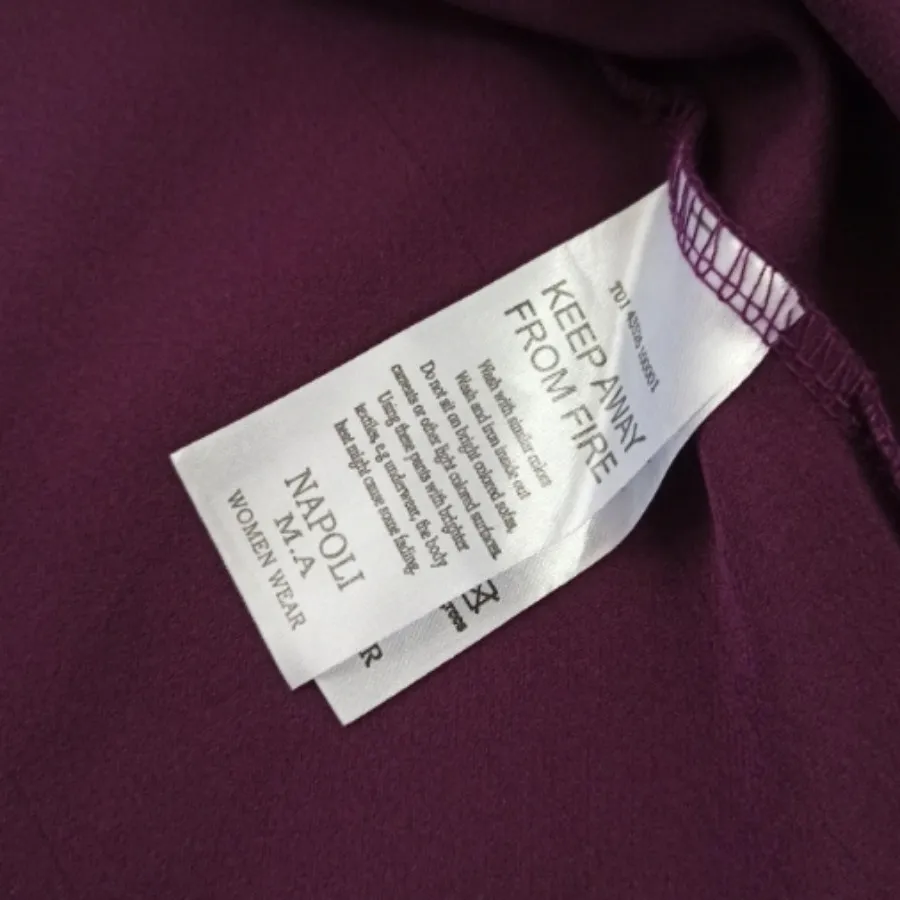 T01
KEEP AWAY
FROM FIRE
Wash with similar colors
Wash and iron inside out
Do not sit on bright colored sofas,
carseats or other light colored surfaces.
Using these pants with brighter
textiles, e.g underwear, the body
heat might cause some fading.
NAPOLI
M.A
WOMEN WEAR
R